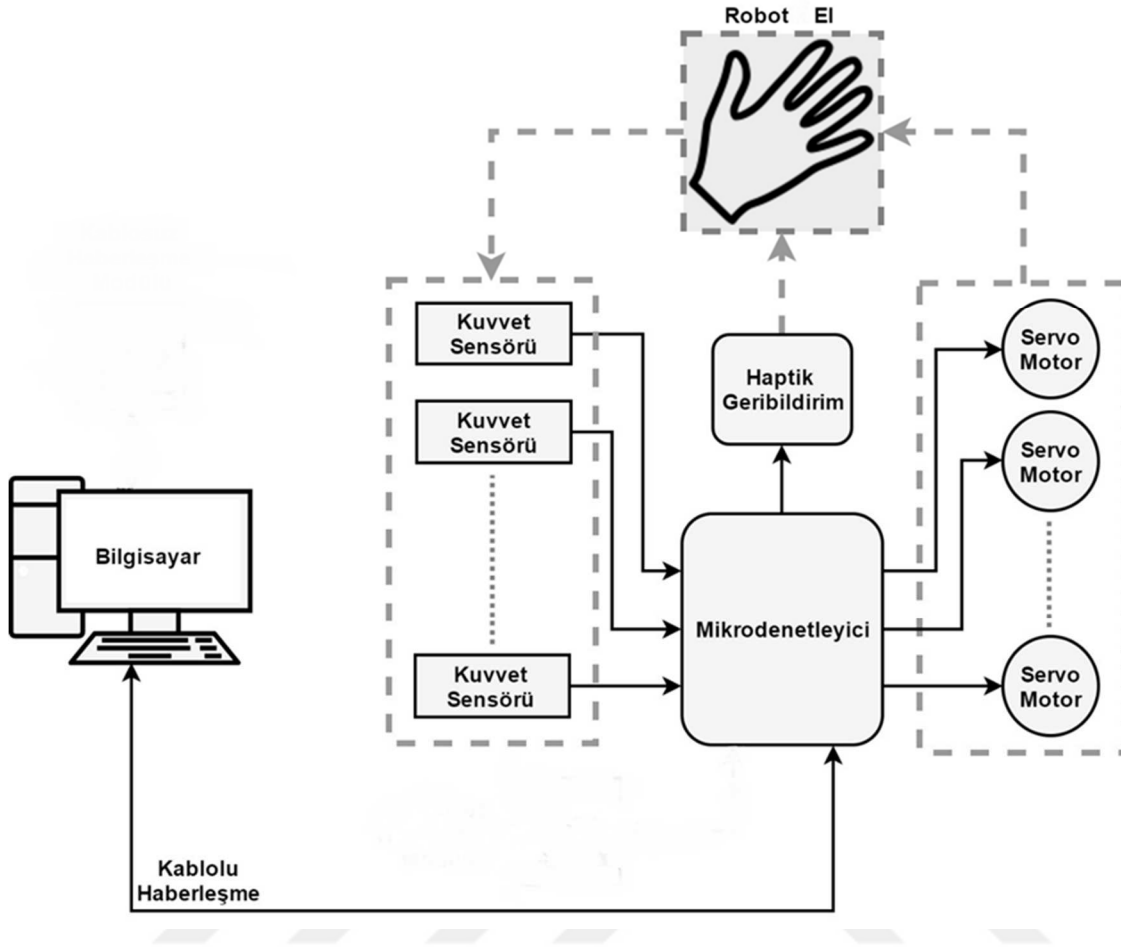 Robot El
Kuvvet
Sensörü
Kuvvet
Sensörü
Kuvvet
Sensörü
Haptik
Geribildirim
Mikrodenetleyici
Servo
Motor
Servo
Motor
Servo
Motor
Bilgisayar
Kablolu
Haberleşme